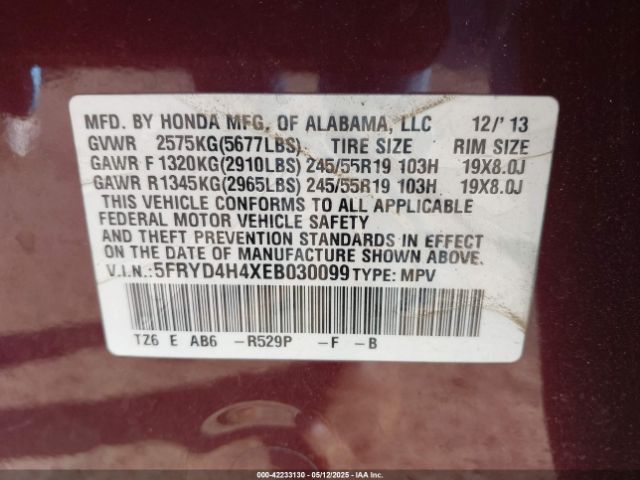 MFD. BY HONDA MFG, OF ALABAMA, LLC 12/' 13
GVWR 2575KG(5677LBS) TIRE SIZE RIM SIZE
GAWR F 1320KG(2910LBS) 245/55R19 103H 19X8.0J
GAWR R1345KG(2965LBS) 245/55R19 103H 19X8.0J
THIS VEHICLE CONFORMS TO ALL APPLICABLE
FEDERAL MOTOR VEHICLE SAFETY
AND THEFT PREVENTION STANDARDS IN EFFECT
ON THE DATE OF MANUFACTURE SHOWN ABOVE.
V.I.N.:5FRYD4H4XEB030099 TYPE: MPV
TZ6 E AB6 -R529P -F -B
000-42233130 - 05/12/2025 - IAAI Inc.